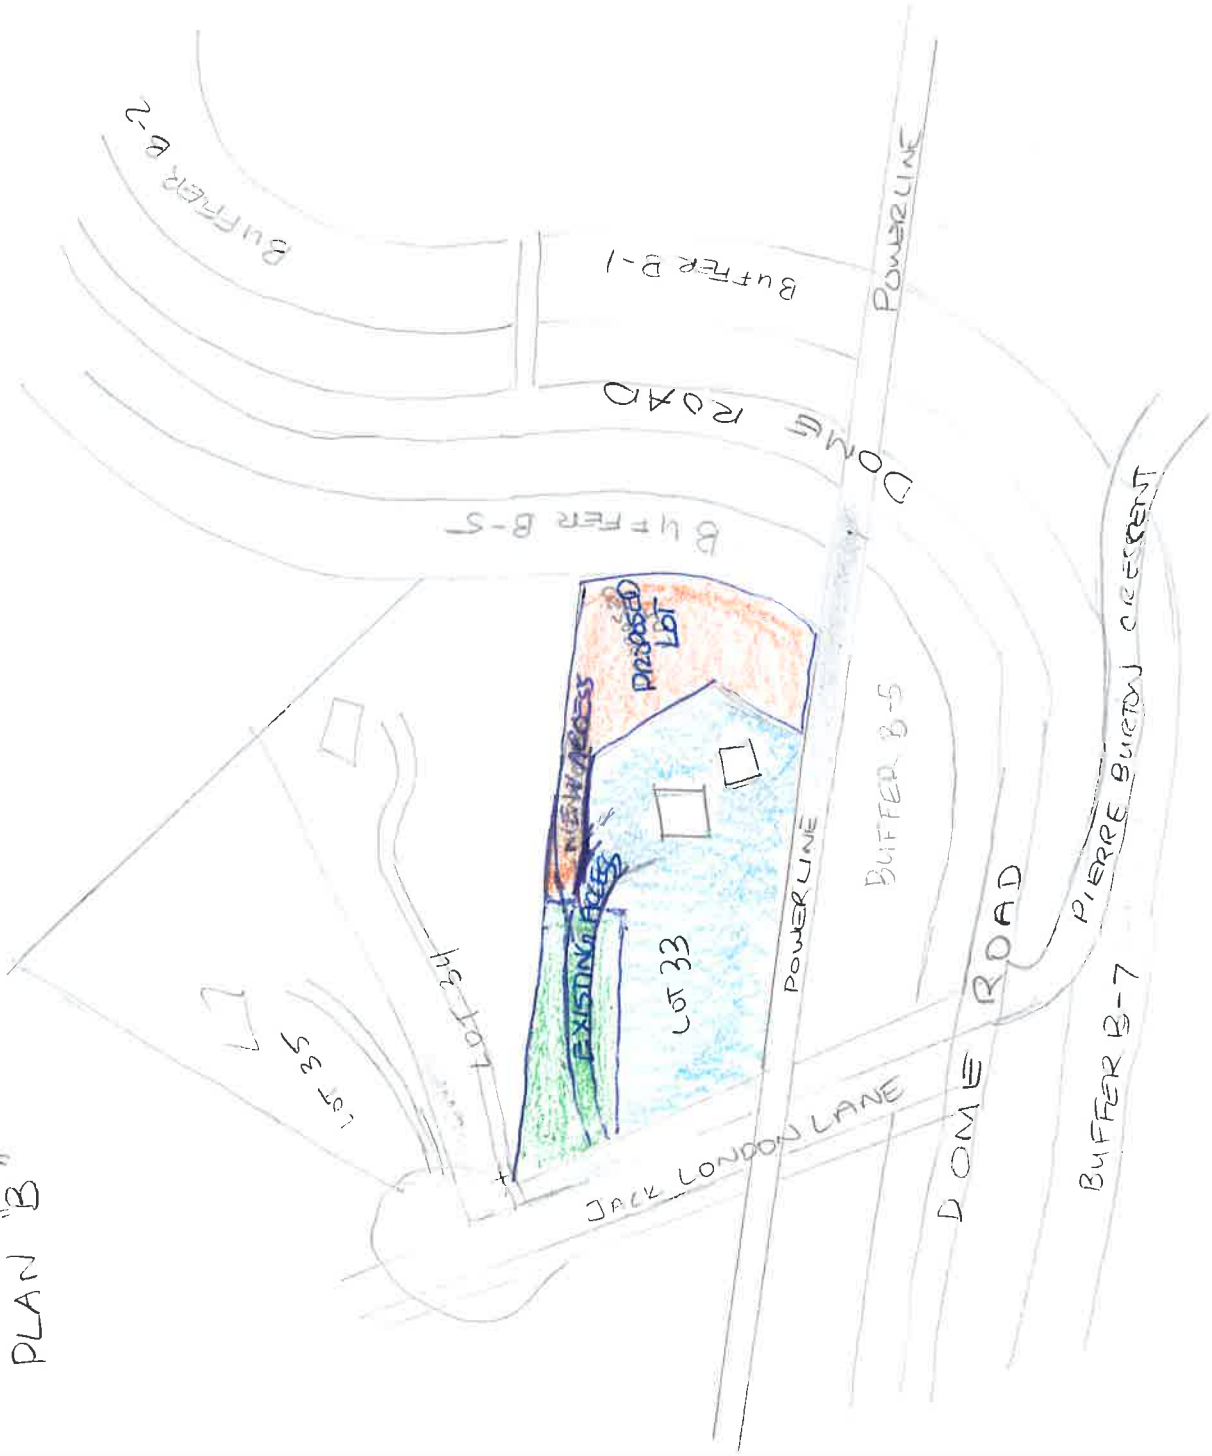 PLAN "B"
BUFFER B-2
BUFFER B-1
POWERLINE
DOME ROAD
BUFFER B-5
PROPOSED
LOT
NEW ACCESS
EXISTING ACCESS
LOT 33
LOT 34
LOT 35
POWERLINE
BUFFER B-5
JACK LONDON LANE
DOME ROAD
PIERRE BURTON CRESCENT
BUFFER B-7